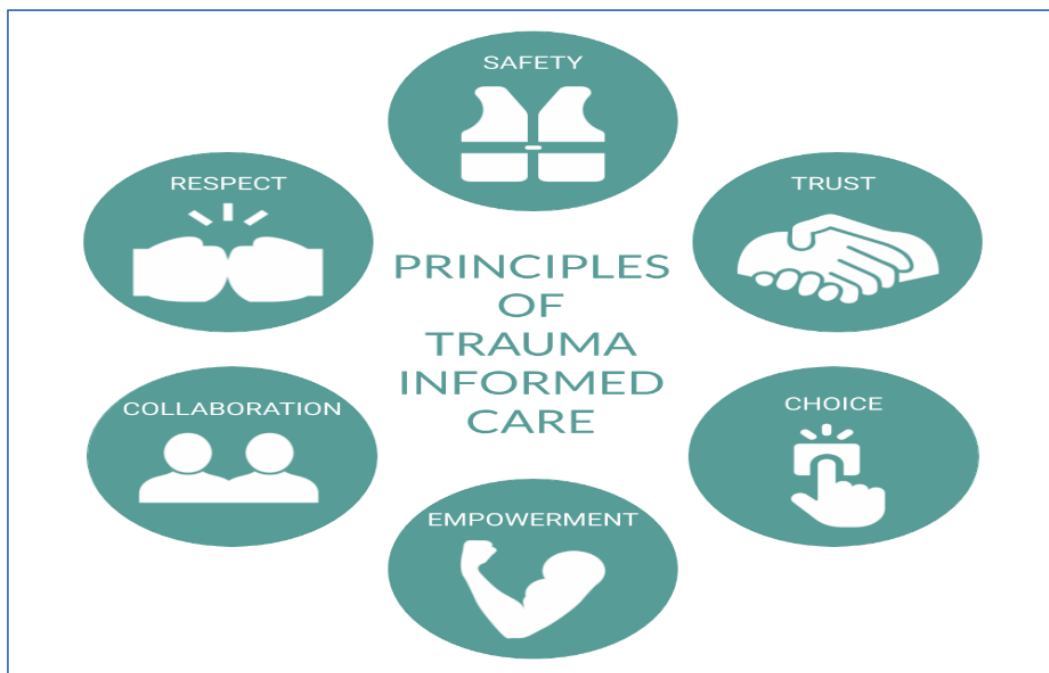 SAFETY
RESPECT
TRUST
PRINCIPLES
OF
TRAUMA
INFORMED
CARE
COLLABORATION
CHOICE
EMPOWERMENT